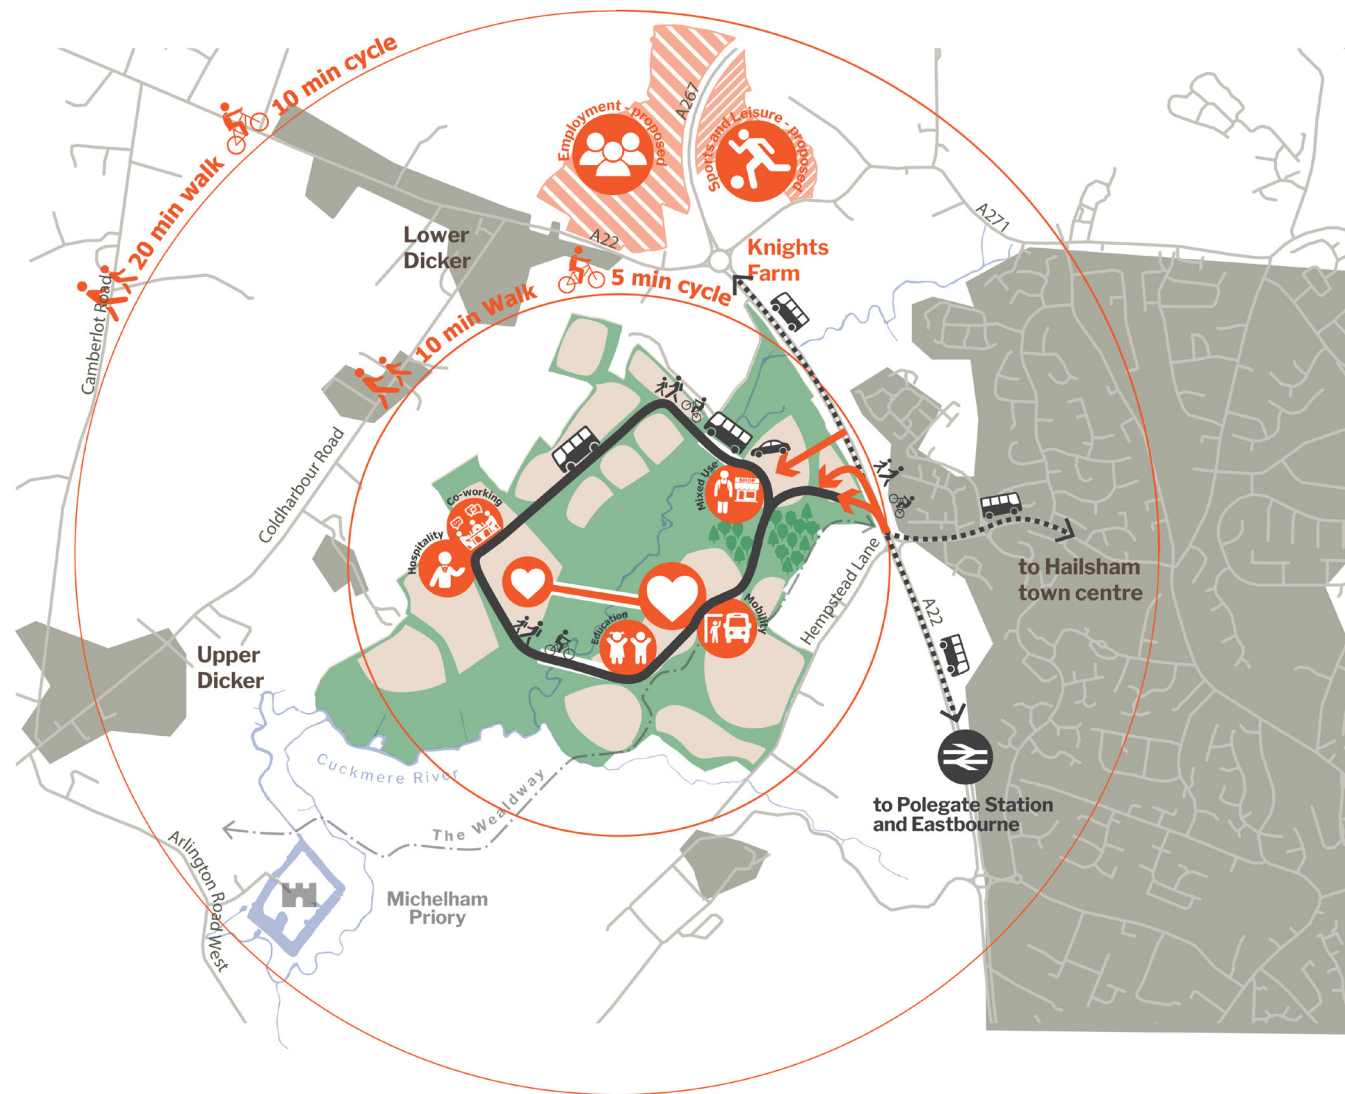 10 min cycle
20 min walk
Employment - proposed
Sports and Leisure - proposed
A267
A271
Lower
Dicker
A22
Knights
Farm
5 min cycle
10 min Walk
Camberlot Road
Coldharbour Road
Mixed Use
SHOP
Co-working
Hospitality
Education
Mobility
Hempstead Lane
to Hailsham
town centre
A22
Upper
Dicker
Cuckmere River
The Wealdway
to Polegate Station
and Eastbourne
Arlington Road West
Michelham
Priory